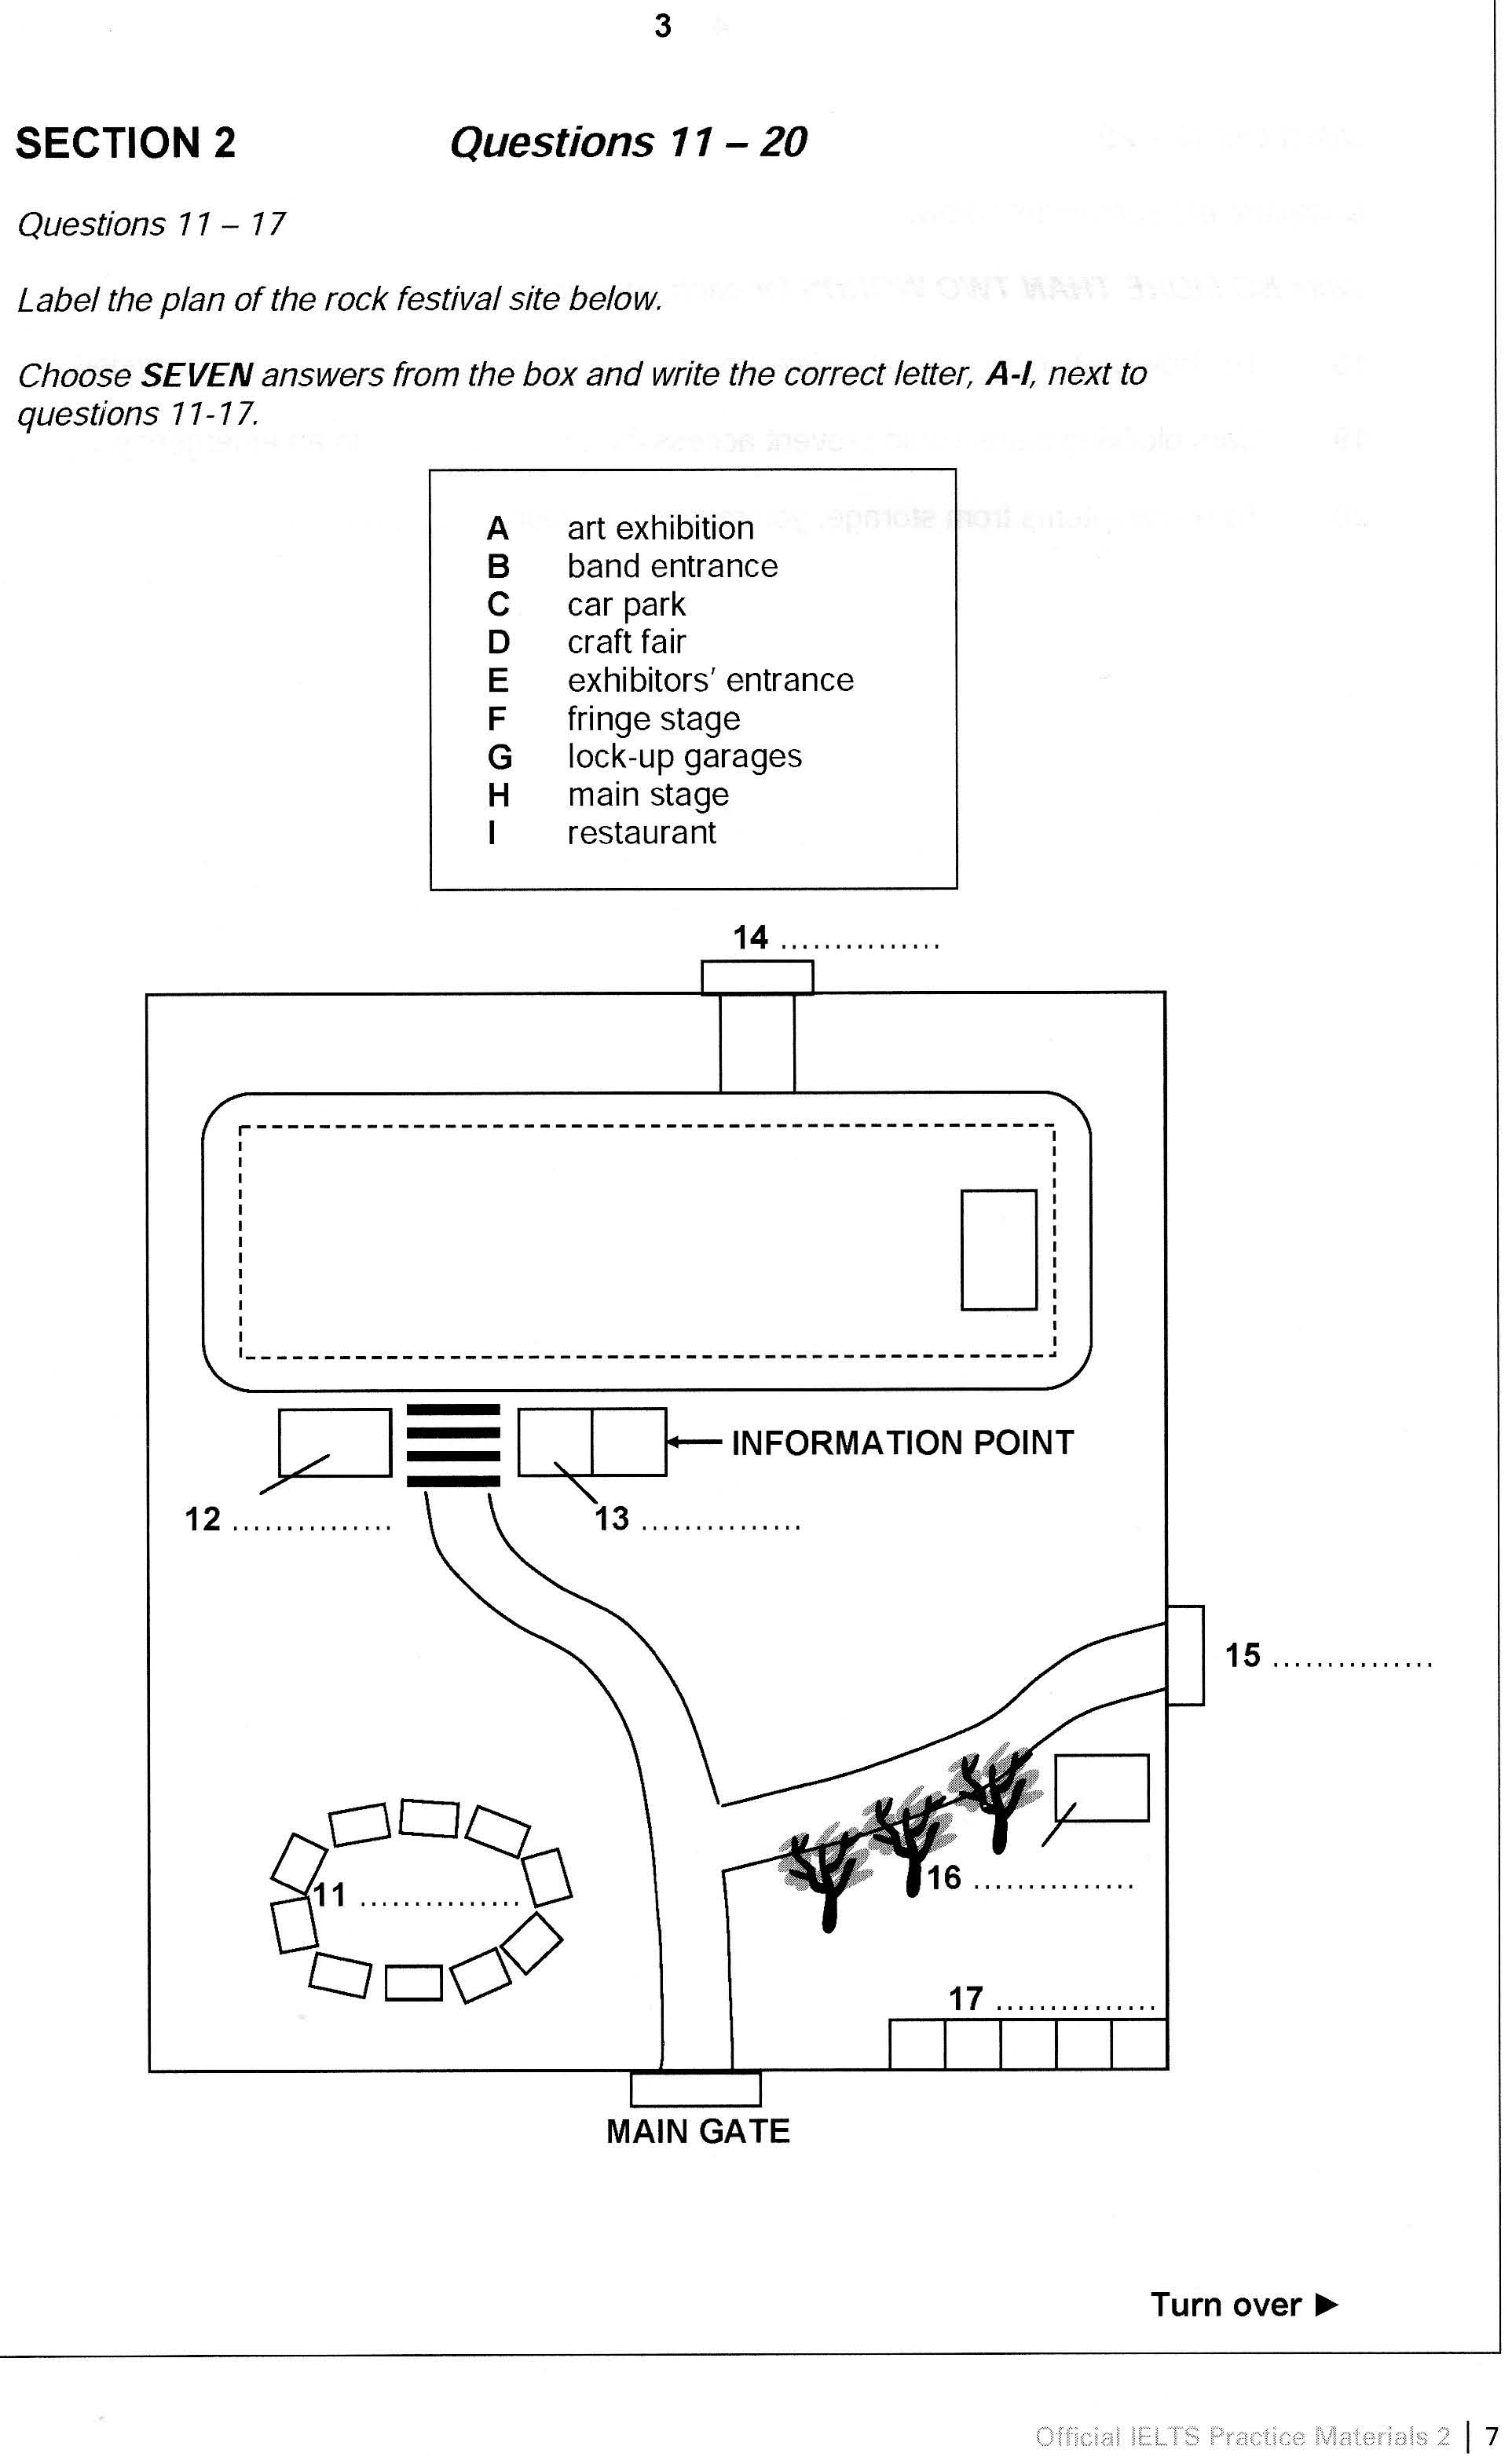 3
SECTION 2 Questions 11 – 20
Questions 11 – 17
Label the plan of the rock festival site below.
Choose SEVEN answers from the box and write the correct letter, A-I, next to
questions 11-17.
A art exhibition
B band entrance
C car park
D craft fair
E exhibitors' entrance
F fringe stage
G lock-up garages
H main stage
I restaurant
14 ...............
INFORMATION POINT
12 ...............
13 ...............
15 ...............
16 ...............
11 ...............
17 ...............
MAIN GATE
Turn over ►
Official IELTS Practice Materials 2 | 7